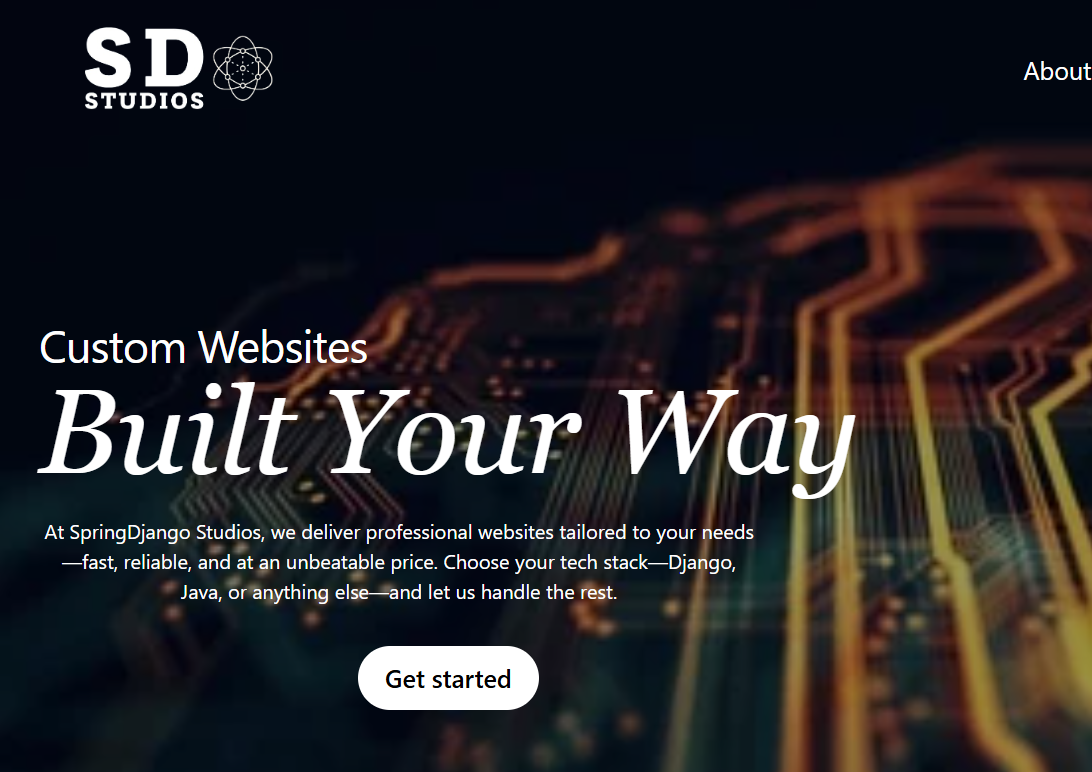 SD
STUDIOS
About
Custom Websites
Built Your Way
At SpringDjango Studios, we deliver professional websites tailored to your needs
—fast, reliable, and at an unbeatable price. Choose your tech stack—Django,
Java, or anything else—and let us handle the rest.
Get started